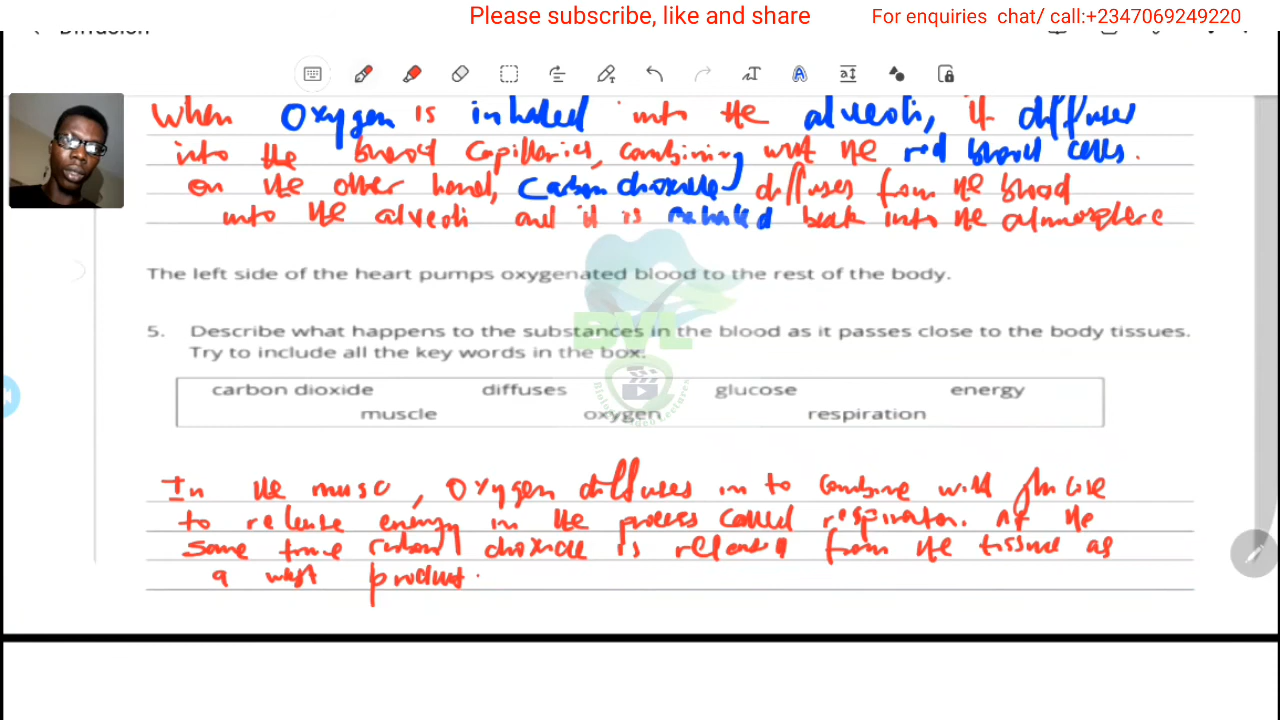 Please subscribe, like and share
For enquiries chat/ call:+2347069249220
Diffusion
When Oxygen is inhaled into the alveoli, it diffuses
into the blood Capillaries, combining with the red blood cells.
on the other hand, Carbon dioxide diffuses from the blood
into the alveoli and it is exhaled back into the atmosphere
The left side of the heart pumps oxygenated blood to the rest of the body.
5. Describe what happens to the substances in the blood as it passes close to the body tissues.
Try to include all the key words in the box.
BVL
carbon dioxide diffuses glucose energy
muscle oxygen respiration
Biology Video Lectures
In the musc, Oxygen diffuses in to Combine with glucose
to release energy in the process called respiration. At the
same time carbon dioxide is released from the tissue as
a wast product.